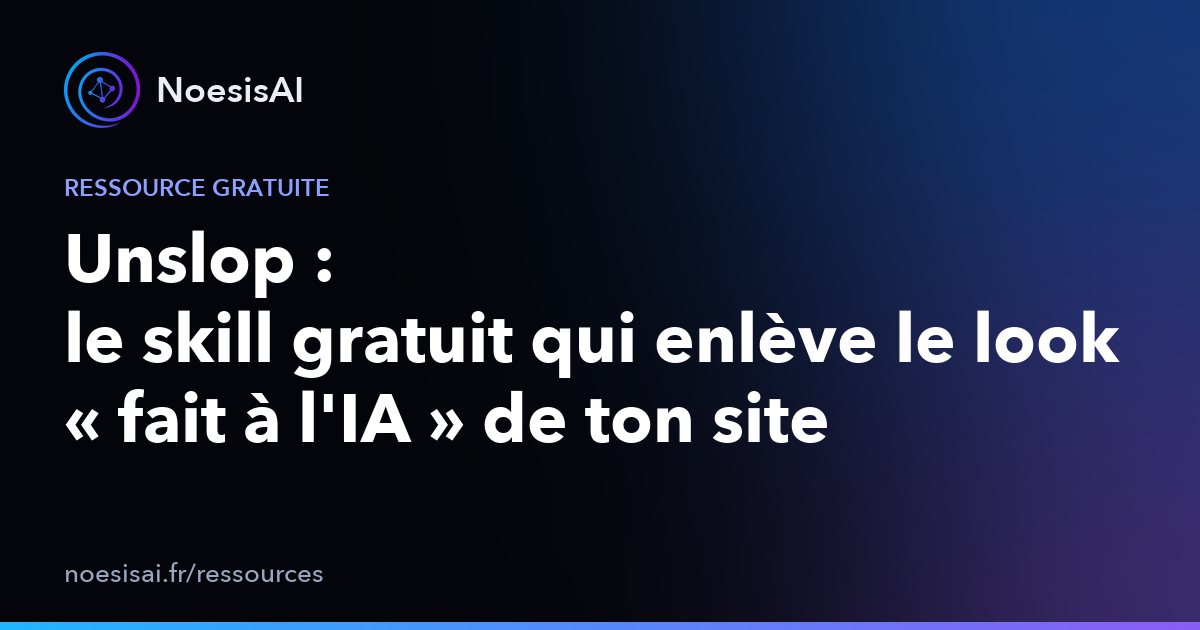 NoesisAI
RESSOURCE GRATUITE
Unslop :
le skill gratuit qui enlève le look
« fait à l'IA » de ton site
noesisai.fr/ressources